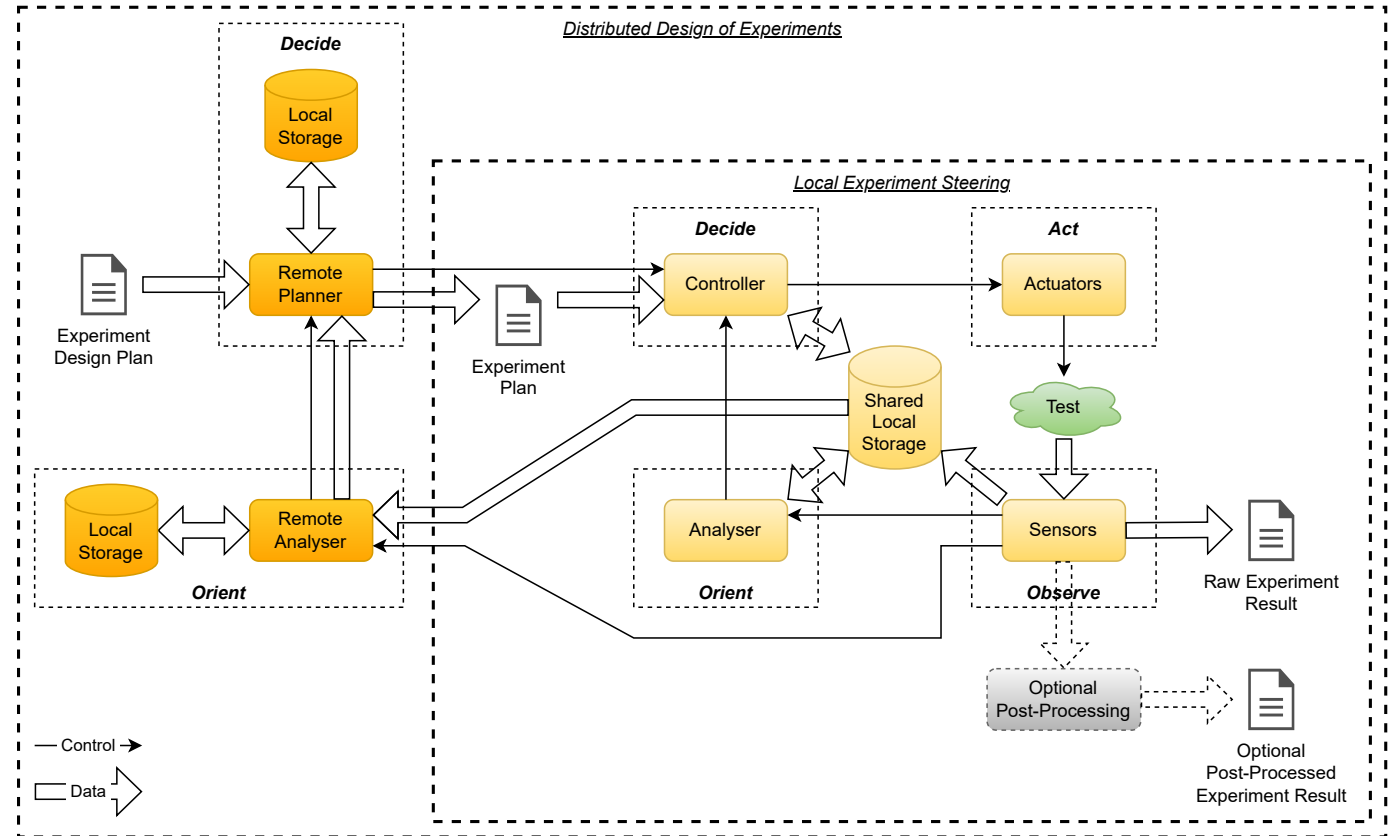 Distributed Design of Experiments
Decide
Local
Storage
Local Experiment Steering
Decide
Act
Remote
Planner
Controller
Actuators
Experiment
Design Plan
Experiment
Plan
Shared
Local
Storage
Test
Local
Storage
Remote
Analyser
Orient
Analyser
Orient
Sensors
Observe
Raw Experiment
Result
Optional
Post-Processing
Optional
Post-Processed
Experiment Result
Control
Data